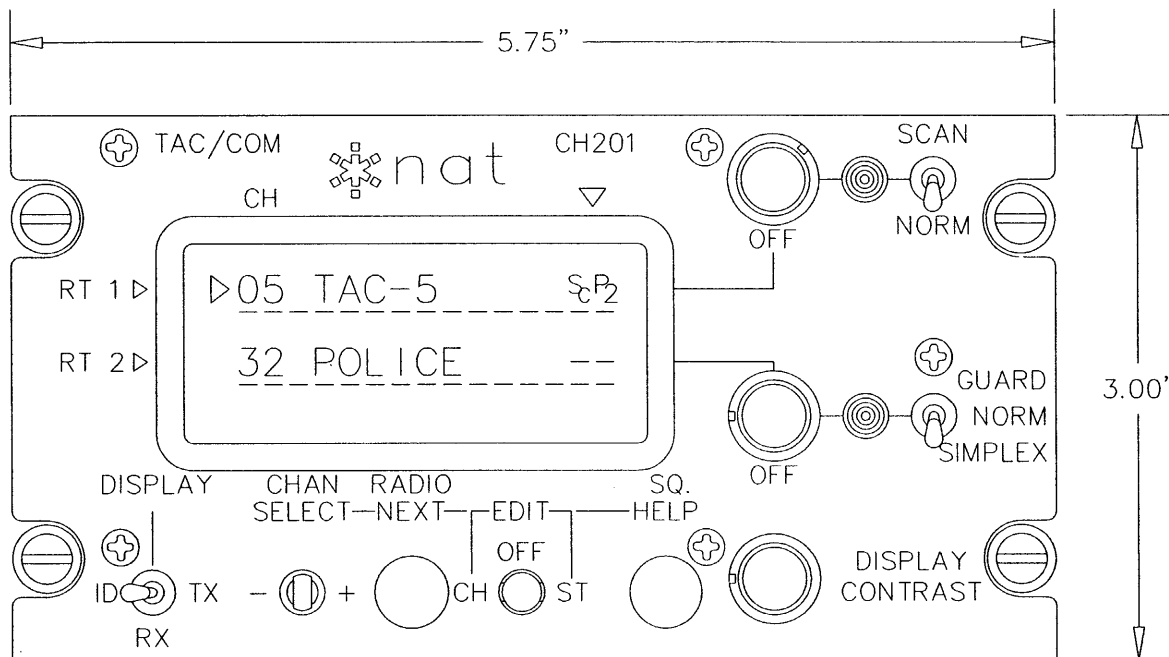 5.75"
TAC/COM
nat
CH201
SCAN
CH
NORM
OFF
RT 1
05 TAC-5 ScP2
RT 2
32 POLICE --
3.00"
GUARD
NORM
SIMPLEX
OFF
DISPLAY
CHAN RADIO SQ.
SELECT NEXT EDIT HELP
OFF
DISPLAY
CONTRAST
ID TX - + CH ST
RX